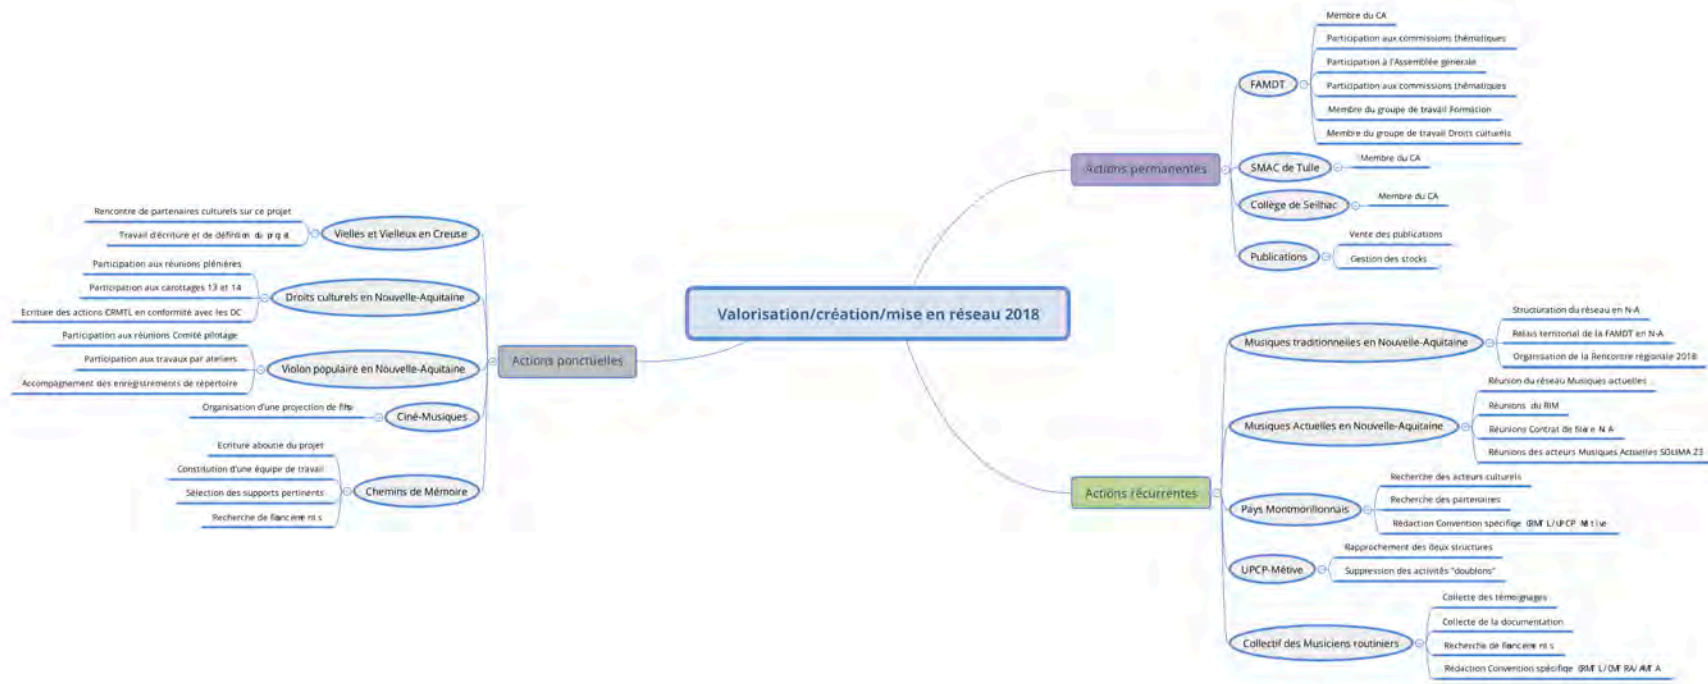 Valorisation/création/mise en réseau 2018
Actions permanentes
FAMDT
Membre du CA
Participation aux commissions thématiques
Participation à l'Assemblée générale
Participation aux commissions thématiques
Membre du groupe de travail Formation
Membre du groupe de travail Droits culturels
SMAC de Tulle
Membre du CA
Collège de Seilhac
Membre du CA
Publications
Vente des publications
Gestion des stocks
Actions récurrentes
Musiques traditionnelles en Nouvelle-Aquitaine
Structuration du réseau en N-A
Relais territorial de la FAMDT en N-A
Organisation de la Rencontre régionale 2018
Musiques Actuelles en Nouvelle-Aquitaine
Réunion du réseau Musiques actuelles
Réunions du RIM
Réunions Contrat de N A
Réunions des acteurs Musiques Actuelles SOLIMA 23
Pays Montmorillonnais
Recherche des acteurs culturels
Recherche des partenaires
Rédaction Convention
UPCP-Métive
Rapprochement des deux structures
Suppression des activités "doublons"
Collectif des Musiciens routiniers
Collecte des témoignages
Collecte de la documentation
Recherche de
Rédaction Convention
Actions ponctuelles
Vielles et Vielleux en Creuse
Rencontre de partenaires culturels sur ce projet
Travail d'écriture et de
Droits culturels en Nouvelle-Aquitaine
Participation aux réunions plénières
Participation aux carottages 13 et 14
Ecriture des actions CRMTL en conformité avec les DC
Violon populaire en Nouvelle-Aquitaine
Participation aux réunions Comité pilotage
Participation aux travaux par ateliers
Accompagnement des enregistrements de répertoire
Ciné-Musiques
Organisation d'une projection de
Chemins de Mémoire
Ecriture aboutie du projet
Constitution d'une équipe de travail
Sélection des supports pertinents
Recherche de